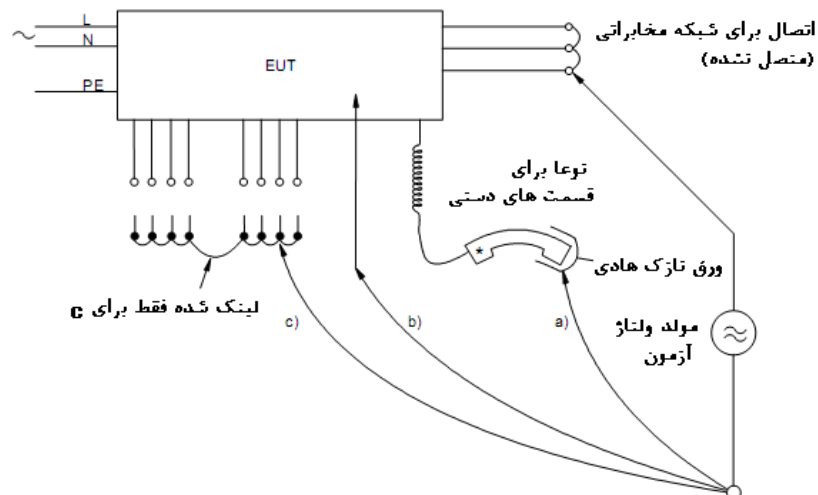 L
N
EUT
PE
اتصال برای شبکه مخابراتی
(متصل نشده)
نوعا برای
قسمت های دستی
*
ورق نازک هادی
لینک شده فقط برای c
c)
b)
a)
مولد ولتاژ
آزمون